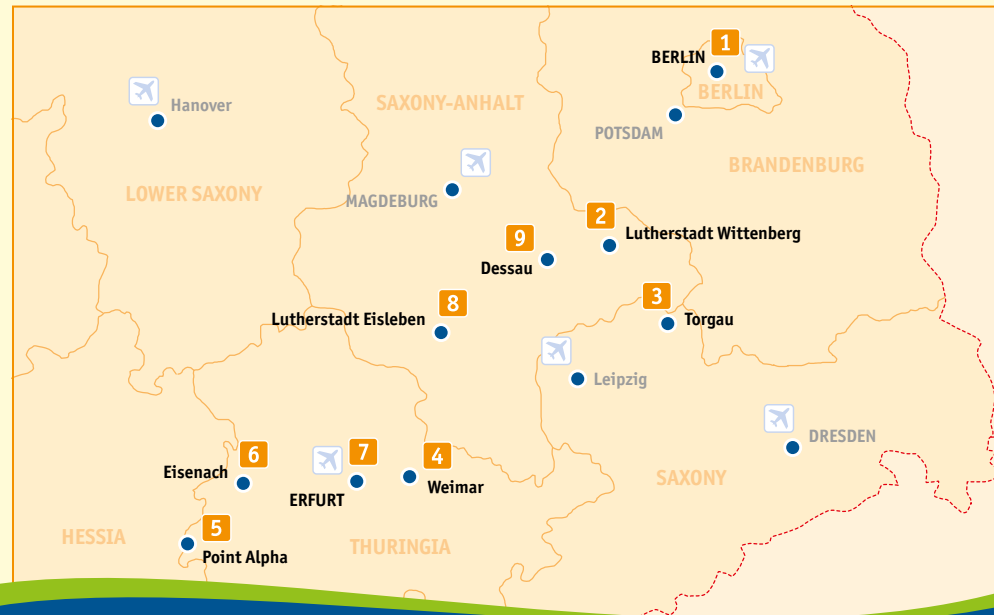 1
BERLIN
BERLIN
Hanover
SAXONY-ANHALT
POTSDAM
BRANDENBURG
LOWER SAXONY
MAGDEBURG
2
Lutherstadt Wittenberg
9
Dessau
3
Torgau
8
Lutherstadt Eisleben
Leipzig
DRESDEN
6
Eisenach
7
ERFURT
4
Weimar
SAXONY
5
Point Alpha
HESSIA
THURINGIA